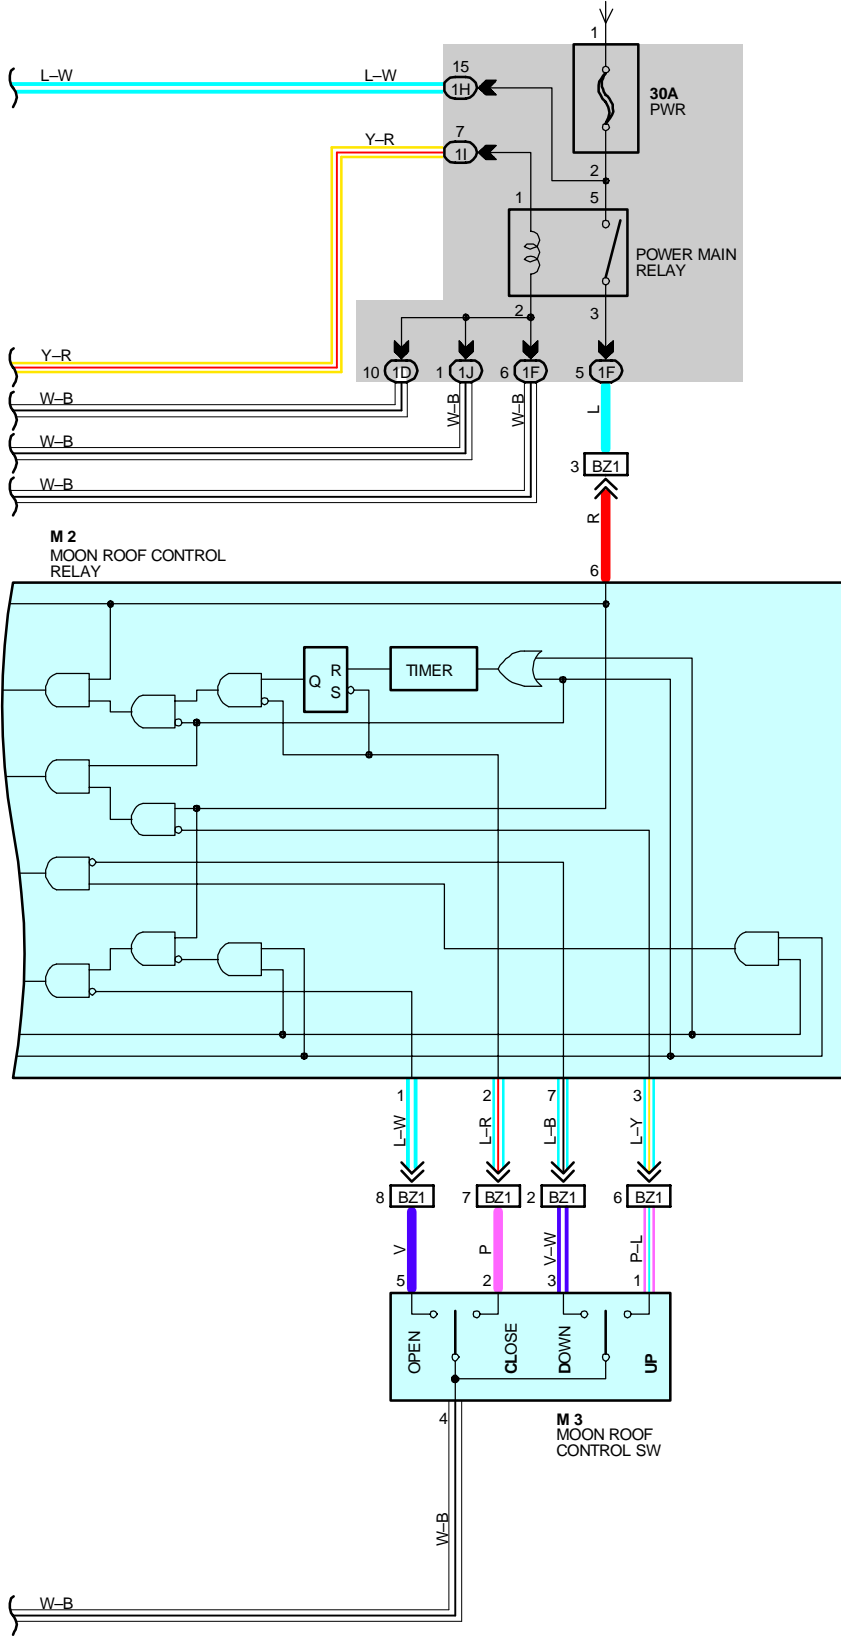 1
L–W
L–W
15
1H
30A
PWR
Y–R
7
1I
2
1
5
POWER MAIN
RELAY
2
3
Y–R
10
1D
1
1J
6
1F
5
1F
W–B
W–B
W–B
L
W–B
3
BZ1
W–B
R
M 2
MOON ROOF CONTROL
RELAY
6
Q
R
S
TIMER
1
2
7
3
L–W
L–R
L–B
L–Y
8
BZ1
7
BZ1
2
BZ1
6
BZ1
V
P
V–W
P–L
5
2
3
1
OPEN
CLOSE
DOWN
UP
4
M 3
MOON ROOF
CONTROL SW
W–B
W–B